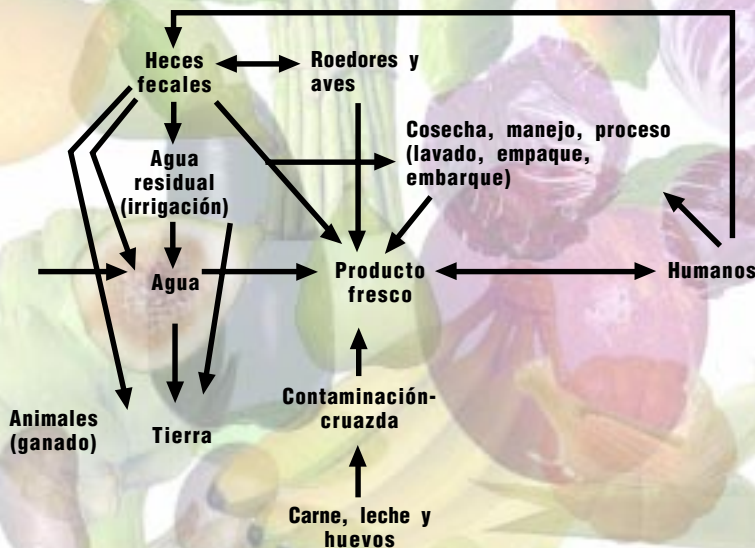 Heces
fecales
Roedores y
aves
Cosecha, manejo, proceso
(lavado, empaque,
embarque)
Agua
residual
(irrigación)
Agua
Producto
fresco
Humanos
Contaminación-
cruazda
Animales
(ganado)
Tierra
Carne, leche y
huevos